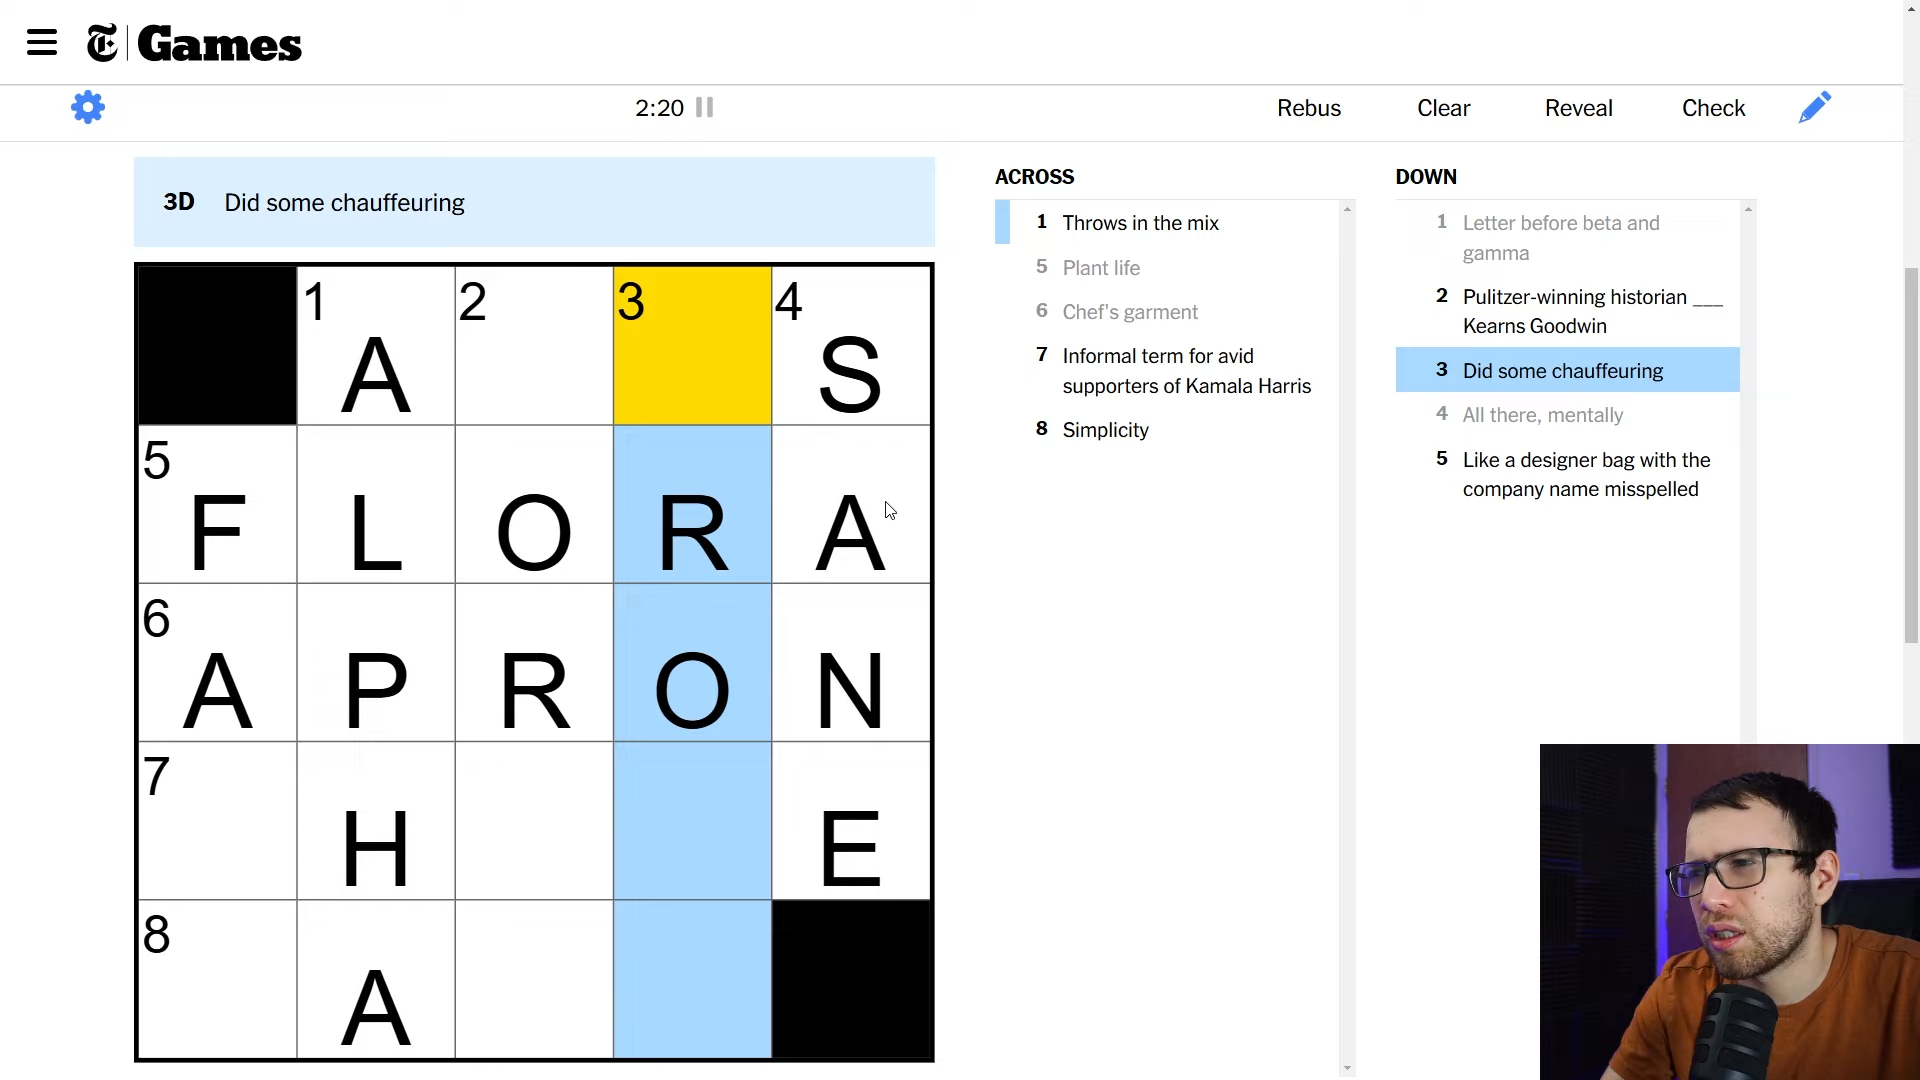 T Games
2:20
Rebus Clear Reveal Check
3D Did some chauffeuring
ACROSS
1 Throws in the mix
5 Plant life
6 Chef's garment
7 Informal term for avid
supporters of Kamala Harris
8 Simplicity
DOWN
1 Letter before beta and
gamma
2 Pulitzer-winning historian ___
Kearns Goodwin
3 Did some chauffeuring
4 All there, mentally
5 Like a designer bag with the
company name misspelled
1 A 2 3 4 S
5 F L O R A
6 A P R O N
7 H E
8 A